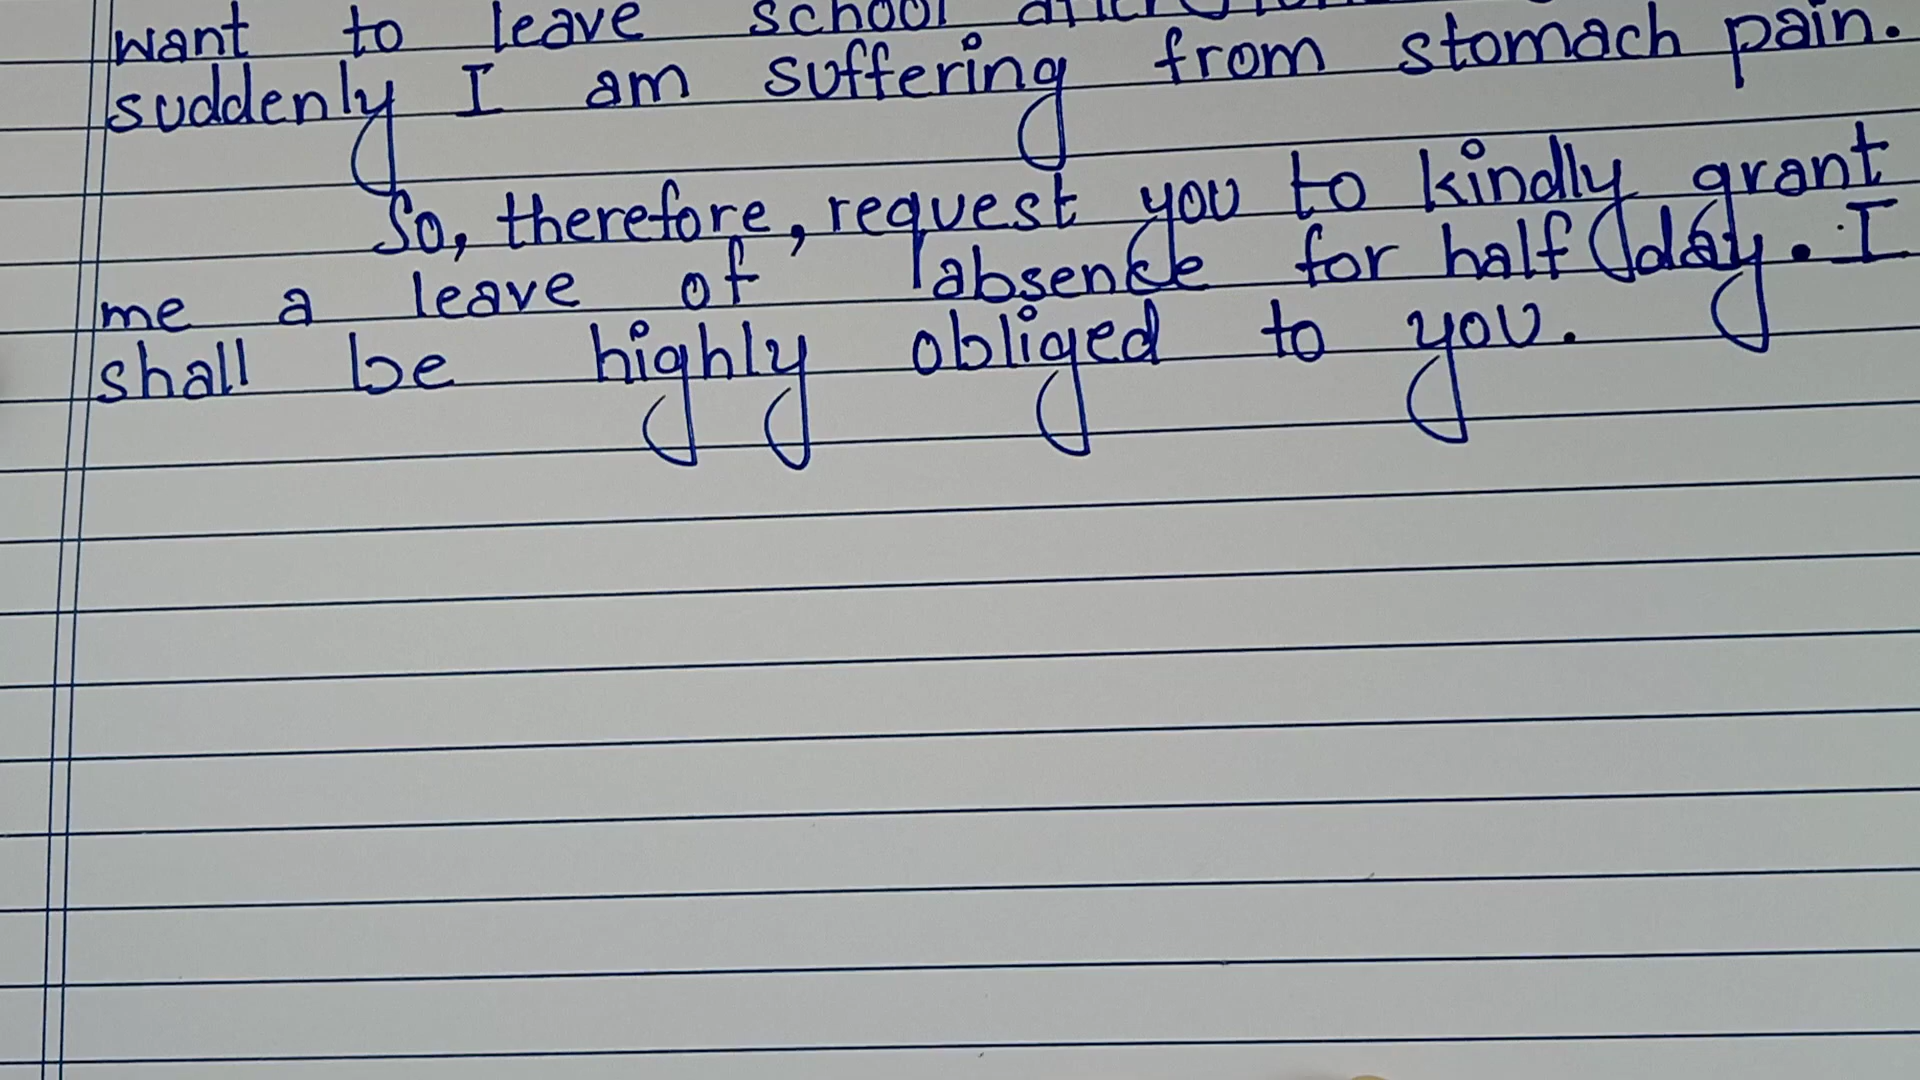 want to leave school
suddenly I am suffering from stomach pain.
So, therefore, request you to kindly grant
me a leave of absence for half day. I
shall be highly obliged to you.